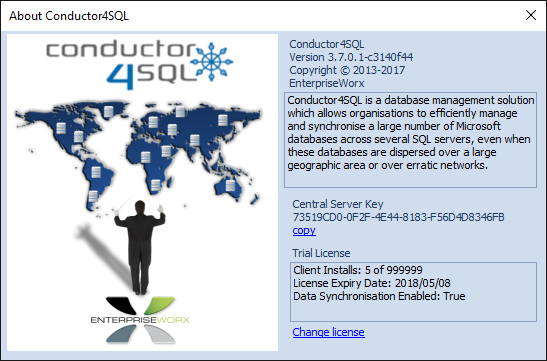 About Conductor4SQL
conductor
4SQL
ENTERPRISEWORX
Conductor4SQL
Version 3.7.0.1-c3140f44
Copyright © 2013-2017
EnterpriseWorx
Conductor4SQL is a database management solution
which allows organisations to efficiently manage
and synchronise a large number of Microsoft
databases across several SQL servers, even when
these databases are dispersed over a large
geographic area or over erratic networks.
Central Server Key
73519CD0-0F2F-4E44-8183-F56D4D8346FB
copy
Trial License
Client Installs: 5 of 999999
License Expiry Date: 2018/05/08
Data Synchronisation Enabled: True
Change license